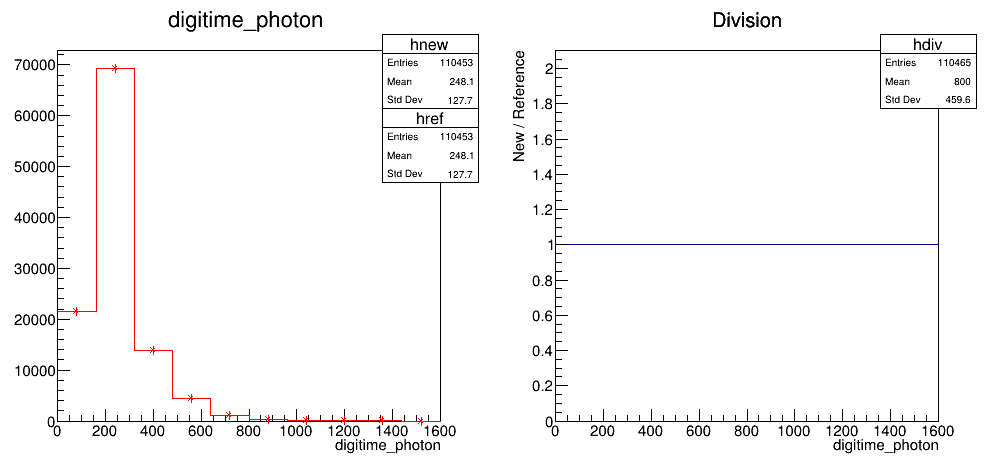 digitime_photon
hnew
Entries 110453
Mean 248.1
Std Dev 127.7
href
Entries 110453
Mean 248.1
Std Dev 127.7
70000
60000
50000
40000
30000
20000
10000
0
0 200 400 600 800 1000 1200 1400 1600
digitime_photon
Division
hdiv
Entries 110465
Mean 800
Std Dev 459.6
New / Reference
2
1.8
1.6
1.4
1.2
1
0.8
0.6
0.4
0.2
0
0 200 400 600 800 1000 1200 1400 1600
digitime_photon